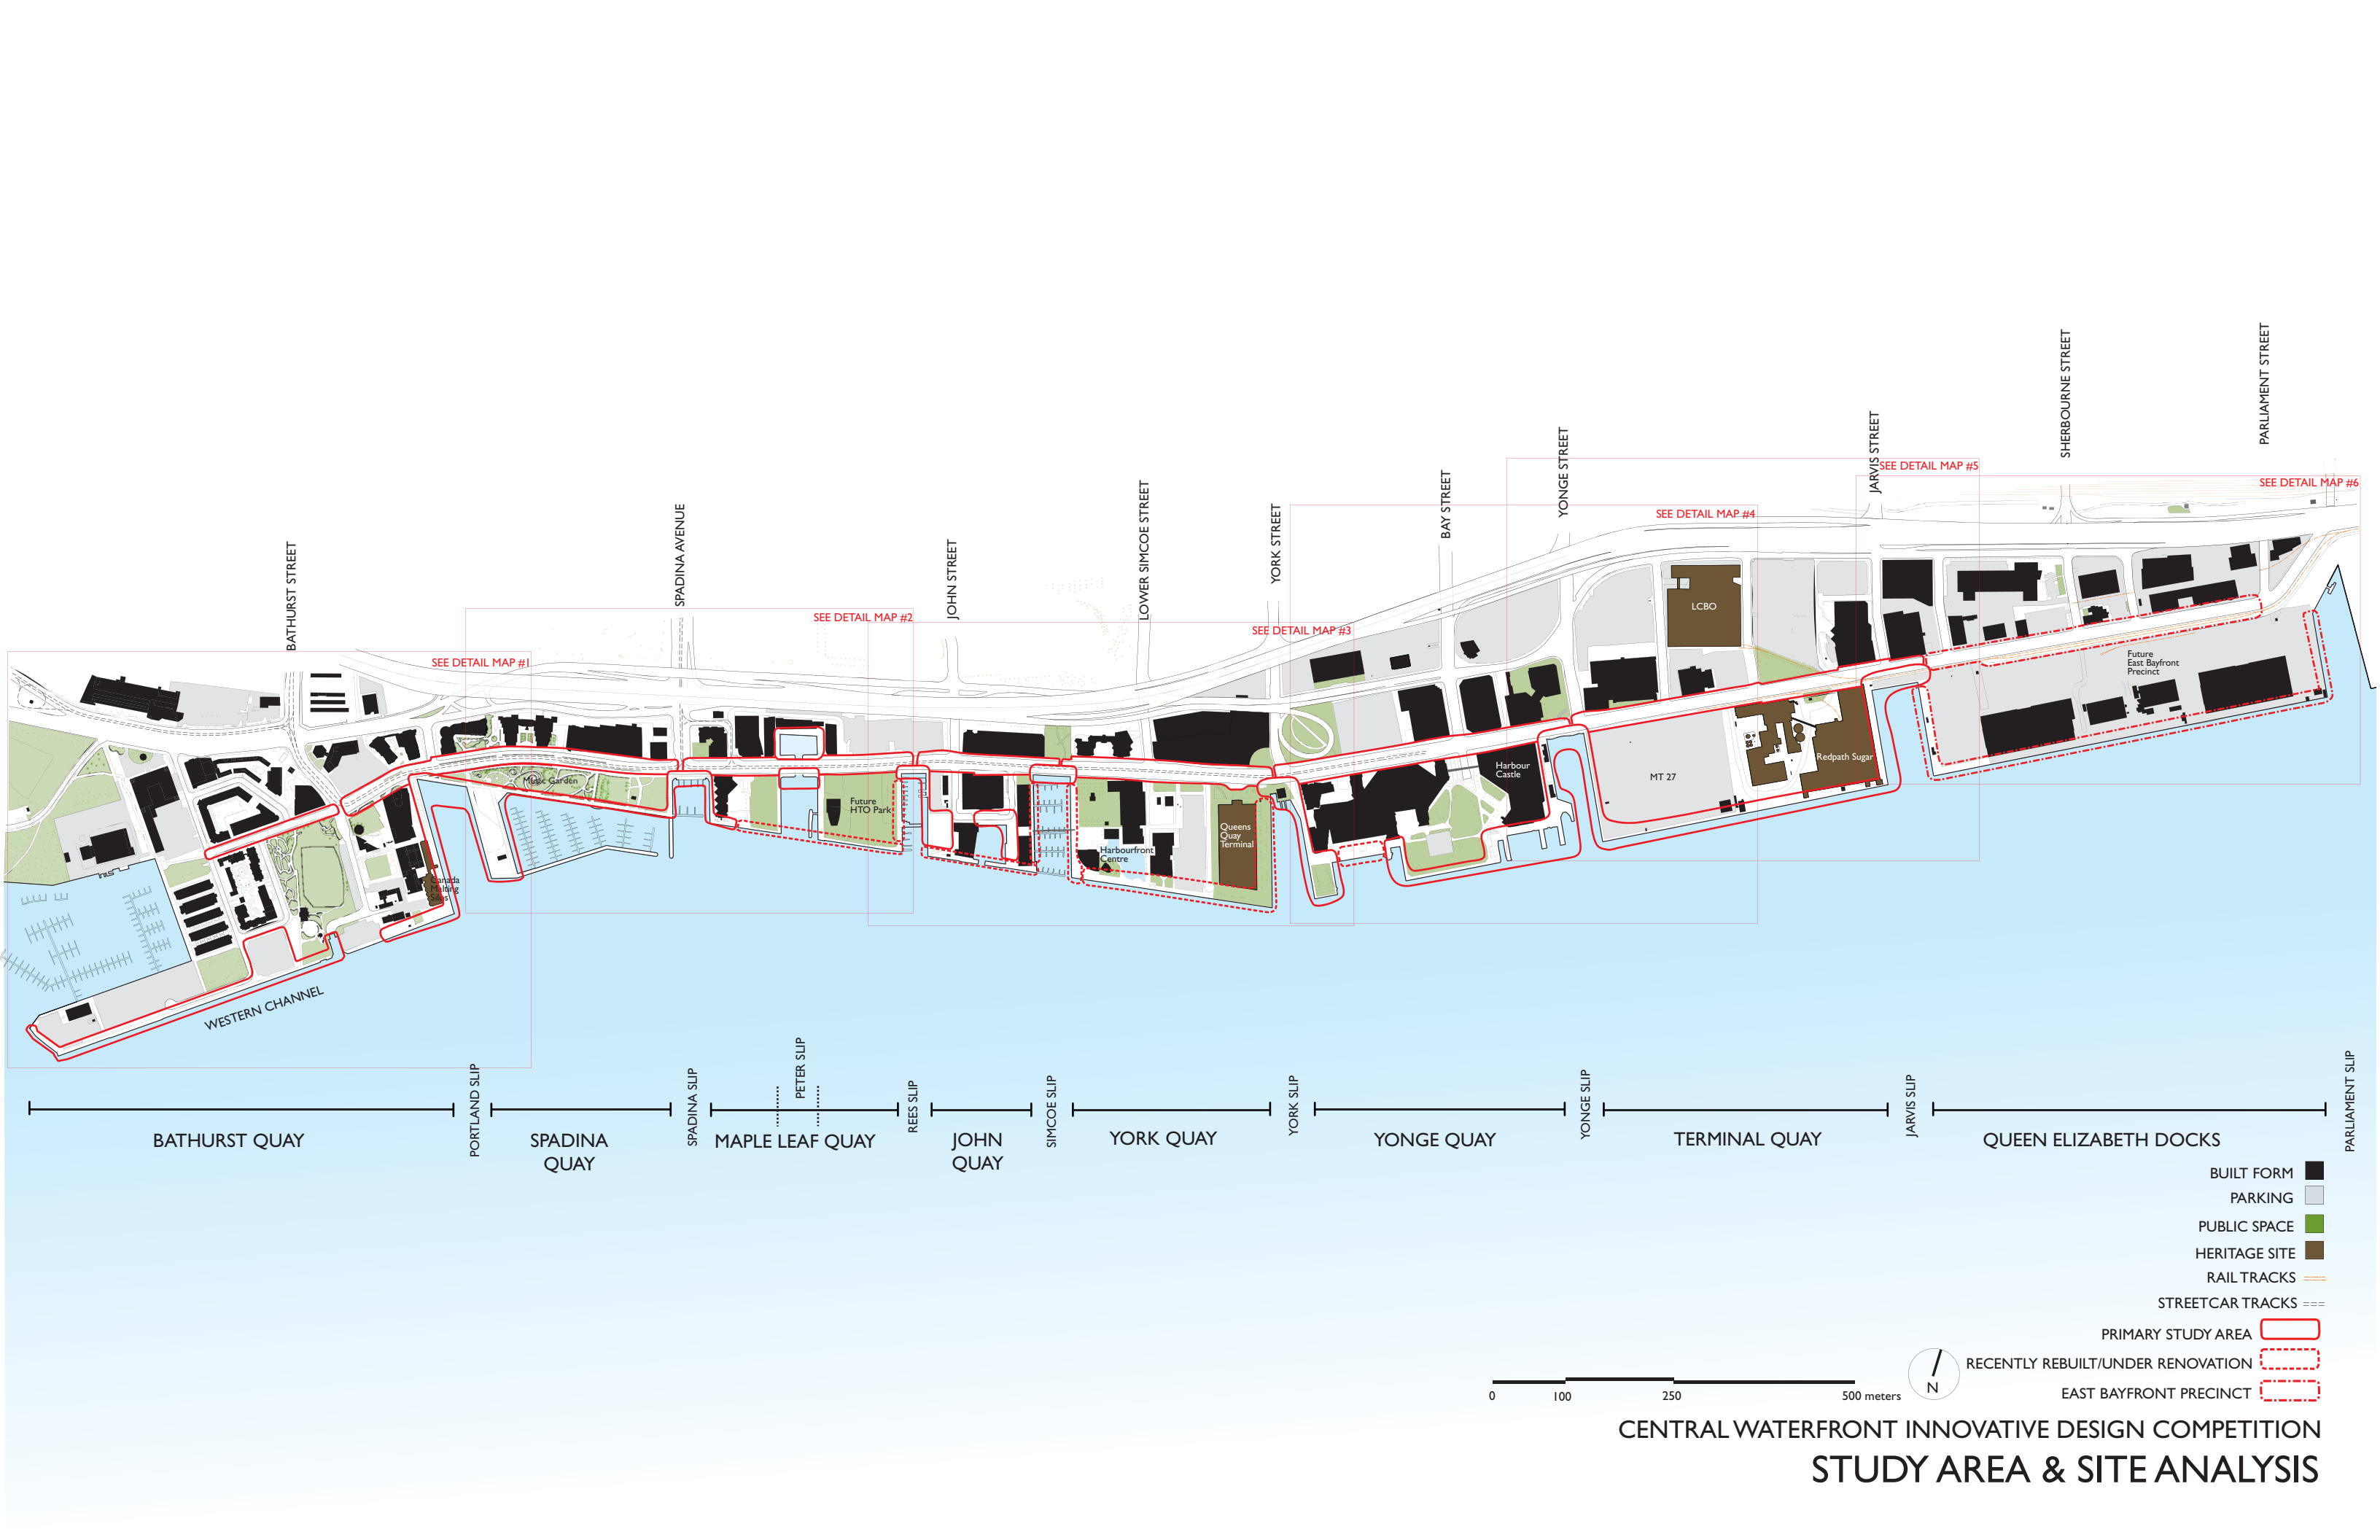 PARLIAMENT STREET
SHERBOURNE STREET
JARVIS STREET
YONGE STREET
BAY STREET
YORK STREET
LOWER SIMCOE STREET
JOHN STREET
SPADINA AVENUE
BATHURST STREET
SEE DETAIL MAP #5
SEE DETAIL MAP #6
SEE DETAIL MAP #4
SEE DETAIL MAP #2
SEE DETAIL MAP #3
SEE DETAIL MAP #1
LCBO
Future
East Bayfront
Precinct
Redpath Sugar
Harbour
Castle
MT 27
Music Garden
Future
HTO Park
Queens
Quay
Terminal
Harbourfront
Centre
Canada
Malting
Silos
WESTERN CHANNEL
PORTLAND SLIP
SPADINA SLIP
PETER SLIP
REES SLIP
SIMCOE SLIP
YORK SLIP
YONGE SLIP
JARVIS SLIP
PARLIAMENT SLIP
BATHURST QUAY
SPADINA
QUAY
MAPLE LEAF QUAY
JOHN
QUAY
YORK QUAY
YONGE QUAY
TERMINAL QUAY
QUEEN ELIZABETH DOCKS
BUILT FORM
PARKING
PUBLIC SPACE
HERITAGE SITE
RAIL TRACKS
STREETCAR TRACKS
PRIMARY STUDY AREA
RECENTLY REBUILT/UNDER RENOVATION
EAST BAYFRONT PRECINCT
0 100 250 500 meters
N
CENTRAL WATERFRONT INNOVATIVE DESIGN COMPETITION
STUDY AREA & SITE ANALYSIS